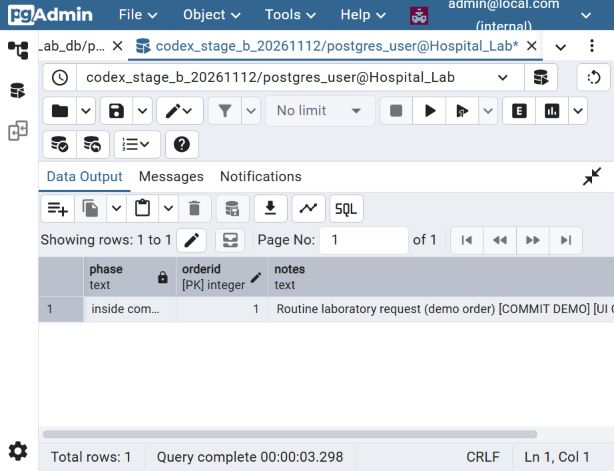 pgAdmin File Object Tools Help admin@local.com
(internal)
_ab_db/p... codex_stage_b_20261112/postgres_user@Hospital_Lab*
codex_stage_b_20261112/postgres_user@Hospital_Lab
No limit E
Data Output Messages Notifications
SQL
Showing rows: 1 to 1 Page No: 1 of 1
phase orderid notes
text [PK] integer text
1 inside com... 1 Routine laboratory request (demo order) [COMMIT DEMO] [UI
Total rows: 1 Query complete 00:00:03.298 CRLF Ln 1, Col 1